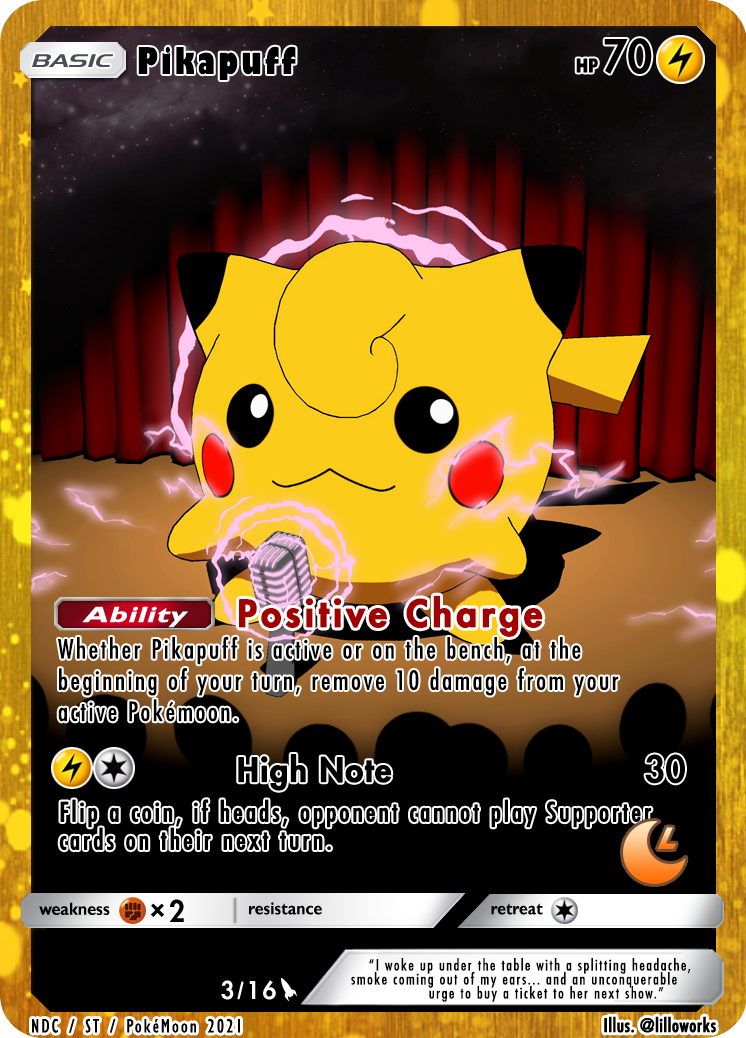 BASIC Pikapuff HP 70
Ability Positive Charge
Whether Pikapuff is active or on the bench, at the
beginning of your turn, remove 10 damage from your
active Pokémoon.
High Note 30
Flip a coin, if heads, opponent cannot play Supporter
cards on their next turn.
weakness ×2 resistance retreat
"I woke up under the table with a splitting headache,
smoke coming out of my ears... and an unconquerable
urge to buy a ticket to her next show."
3/16
NDC / ST / PokéMoon 2021 Illus. @lilloworks